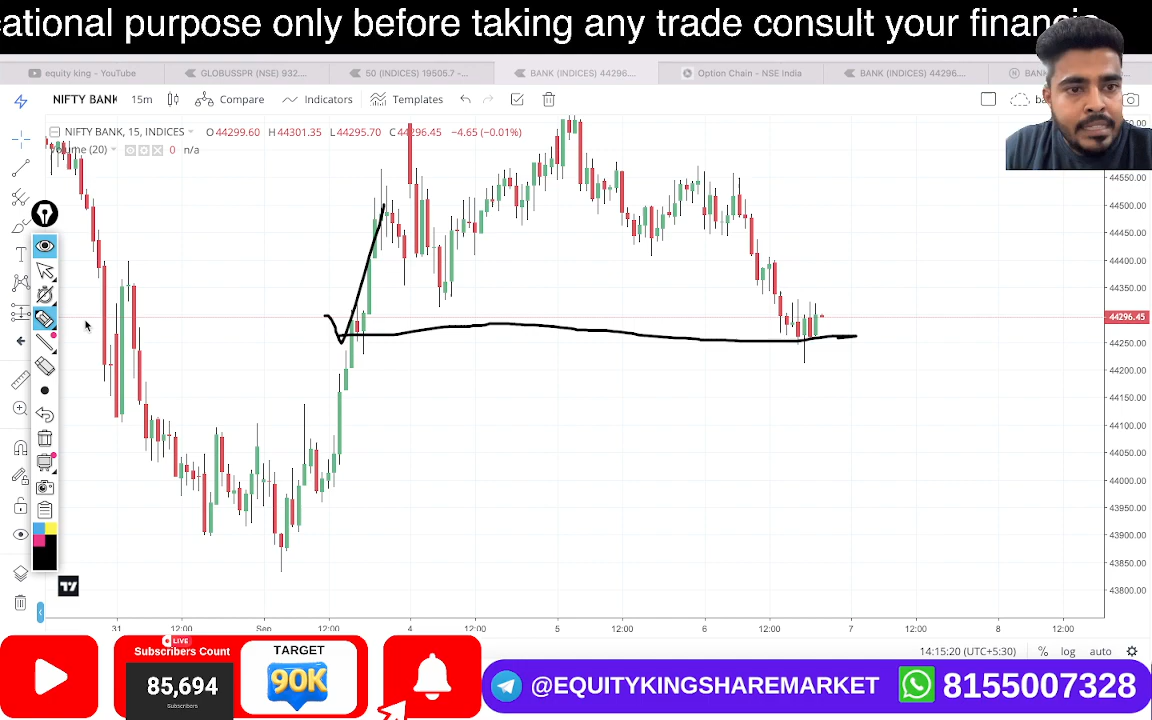 cational purpose only before taking any trade consult your financia
equity king - YouTube
GLOBUSSPR (NSE) 932....
50 (INDICES) 19506.7 -...
BANK (INDICES) 44296....
Option Chain - NSE India
BANK (INDICES) 44296....
BAN
NIFTY BANK 15m Compare Indicators Templates
ba
NIFTY BANK, 15, INDICES O44299.60 H44301.35 L44295.70 C44296.45 −4.65 (−0.01%)
Volume (20) 0 n/a
44550.00
44500.00
44450.00
44400.00
44350.00
44296.45
44250.00
44200.00
44150.00
44100.00
44050.00
44000.00
43950.00
43900.00
43850.00
43800.00
31 12:00 Sep 12:00 4 12:00 5 12:00 6 12:00 7 12:00 8 12:00
14:15:20 (UTC+5:30) % log auto
LIVE
Subscribers Count
85,694
Subscribers
TARGET
90K
@EQUITYKINGSHAREMARKET
8155007328